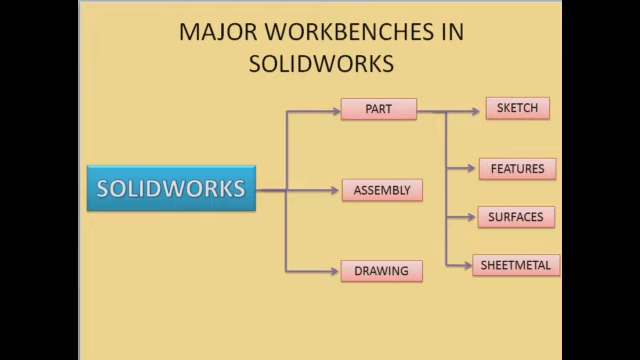 MAJOR WORKBENCHES IN
SOLIDWORKS
PART
SKETCH
FEATURES
SOLIDWORKS
ASSEMBLY
SURFACES
DRAWING
SHEETMETAL